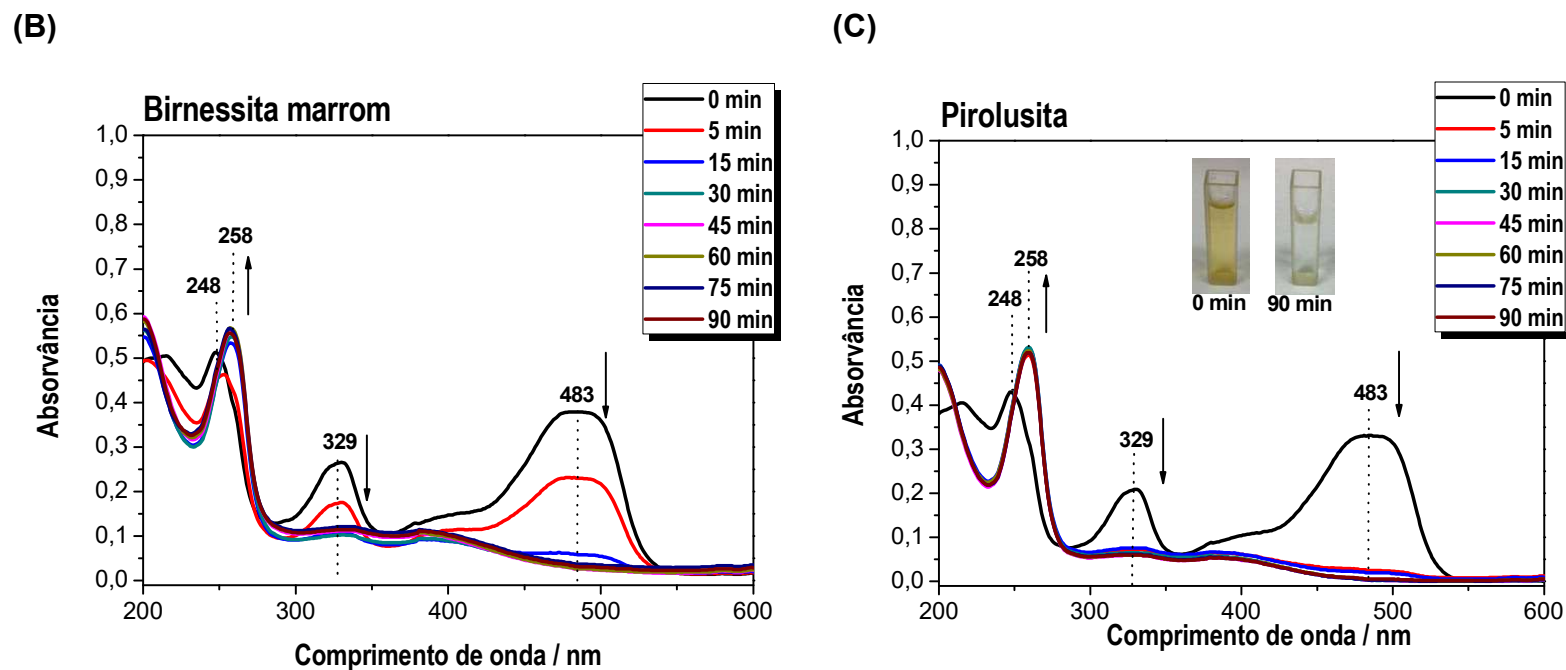 (B)
Birnessita marrom
0 min
5 min
15 min
30 min
45 min
60 min
75 min
90 min
1,0
0,9
0,8
0,7
0,6
0,5
0,4
0,3
0,2
0,1
0,0
Absorvância
248
258
329
483
200
300
400
500
600
Comprimento de onda / nm
(C)
Pirolusita
0 min
5 min
15 min
30 min
45 min
60 min
75 min
90 min
1,0
0,9
0,8
0,7
0,6
0,5
0,4
0,3
0,2
0,1
0,0
Absorvância
248
258
329
483
0 min
90 min
200
300
400
500
600
Comprimento de onda / nm